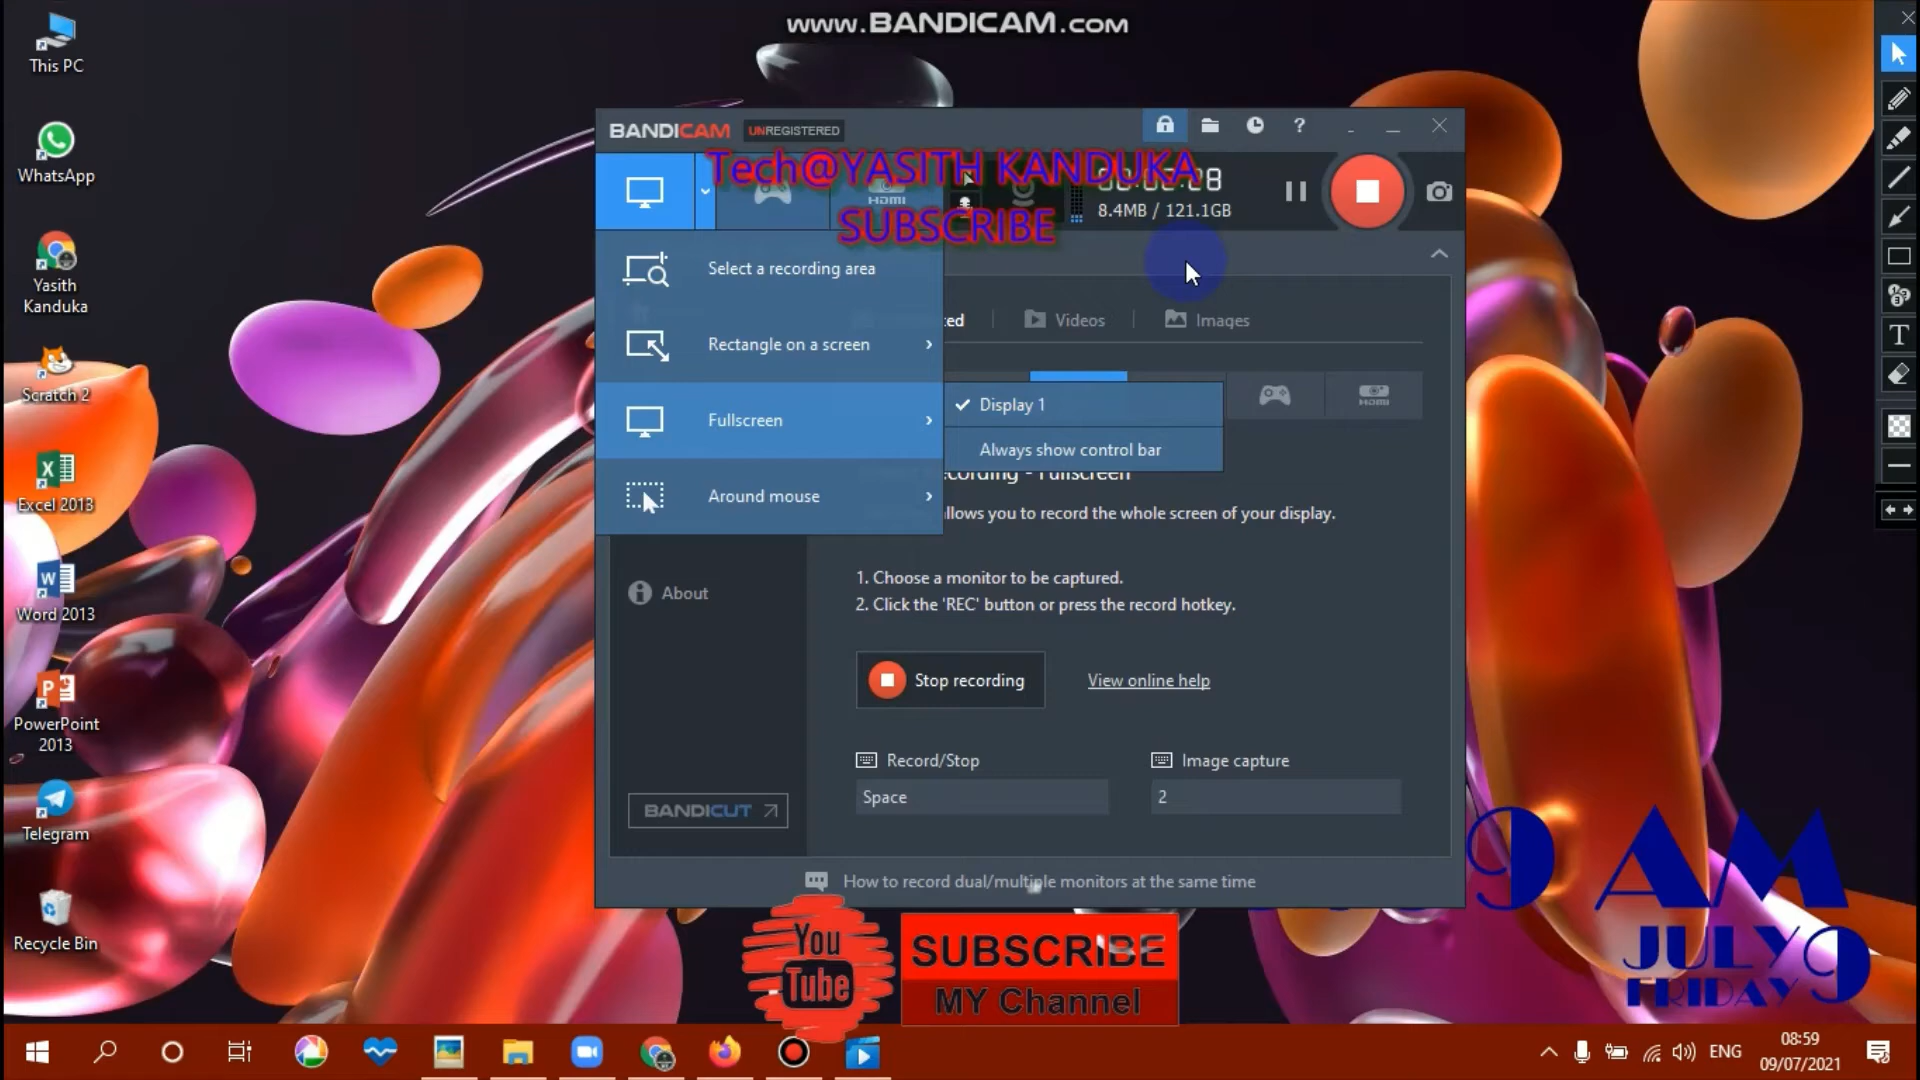 www.BANDICAM.com
This PC
WhatsApp
Yasith
Kanduka
Scratch 2
Excel 2013
Word 2013
PowerPoint
2013
Telegram
Recycle Bin
BANDICAM UNREGISTERED
?
Tech@YASITH KANDUKA
SUBSCRIBE
HDMI
8.4MB / 121.1GB
Select a recording area
Rectangle on a screen
Fullscreen
Around mouse
Videos
Images
Display 1
Always show control bar
HDMI
llows you to record the whole screen of your display.
1. Choose a monitor to be captured.
2. Click the 'REC' button or press the record hotkey.
About
Stop recording
View online help
Record/Stop
Image capture
Space
2
BANDICUT
How to record dual/multiple monitors at the same time
You
Tube
SUBSCRIBE
MY Channel
9 AM
JULY 9
FRIDAY
T
ENG
08:59
09/07/2021